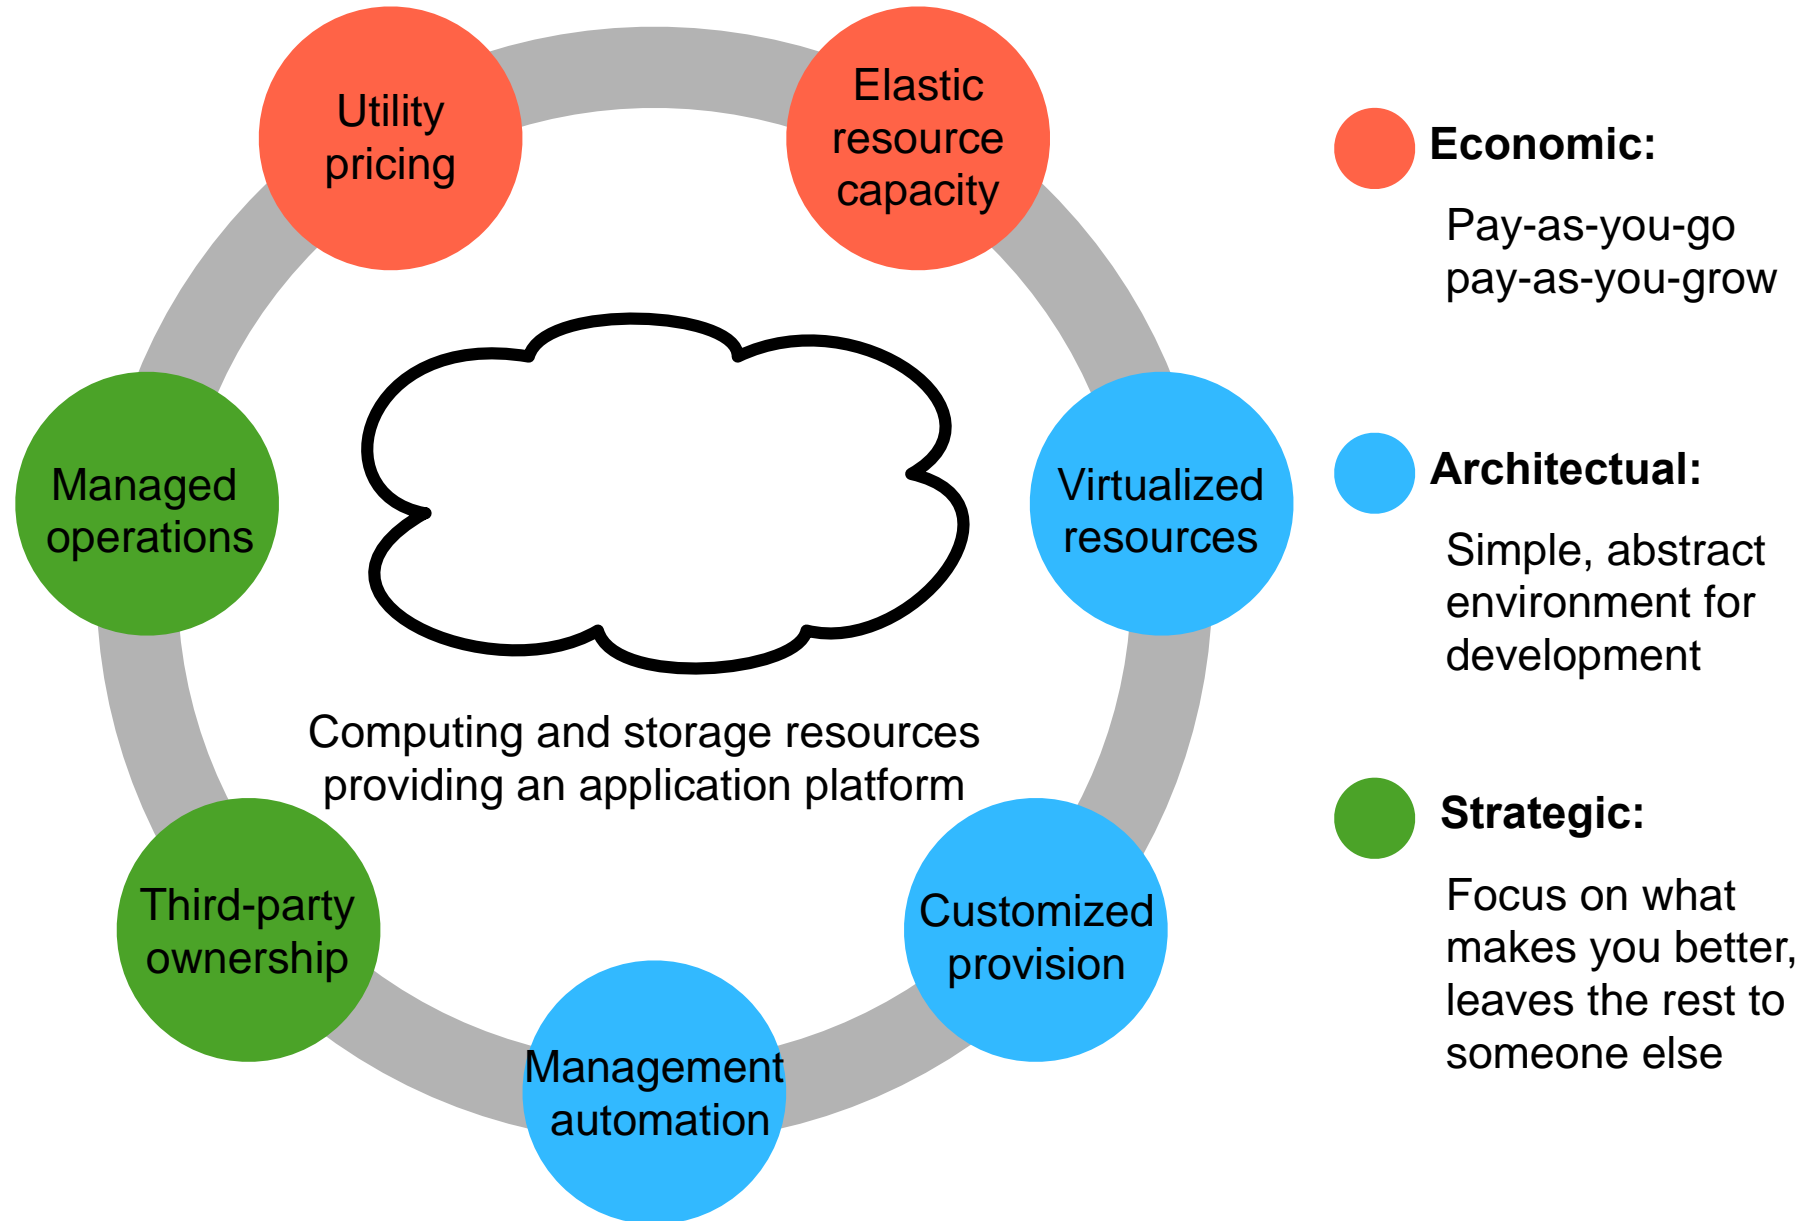 Utility
pricing
Elastic
resource
capacity
Managed
operations
Virtualized
resources
Computing and storage resources
providing an application platform
Third-party
ownership
Customized
provision
Management
automation
Economic:
Pay-as-you-go
pay-as-you-grow
Architectual:
Simple, abstract
environment for
development
Strategic:
Focus on what
makes you better,
leaves the rest to
someone else